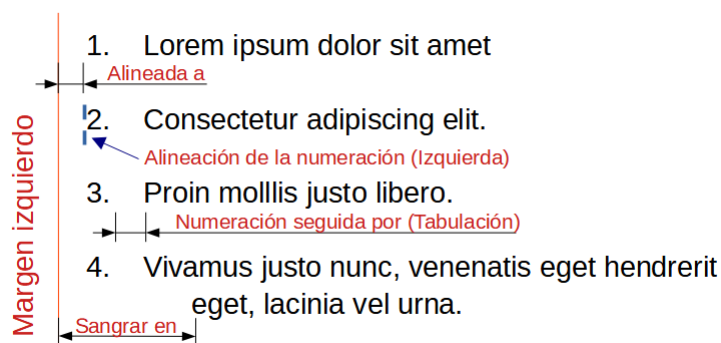 1. Lorem ipsum dolor sit amet
Alineada a
2. Consectetur adipiscing elit.
Alineación de la numeración (Izquierda)
3. Proin molllis justo libero.
Numeración seguida por (Tabulación)
4. Vivamus justo nunc, venenatis eget hendrerit
eget, lacinia vel urna.
Sangrar en
Margen izquierdo